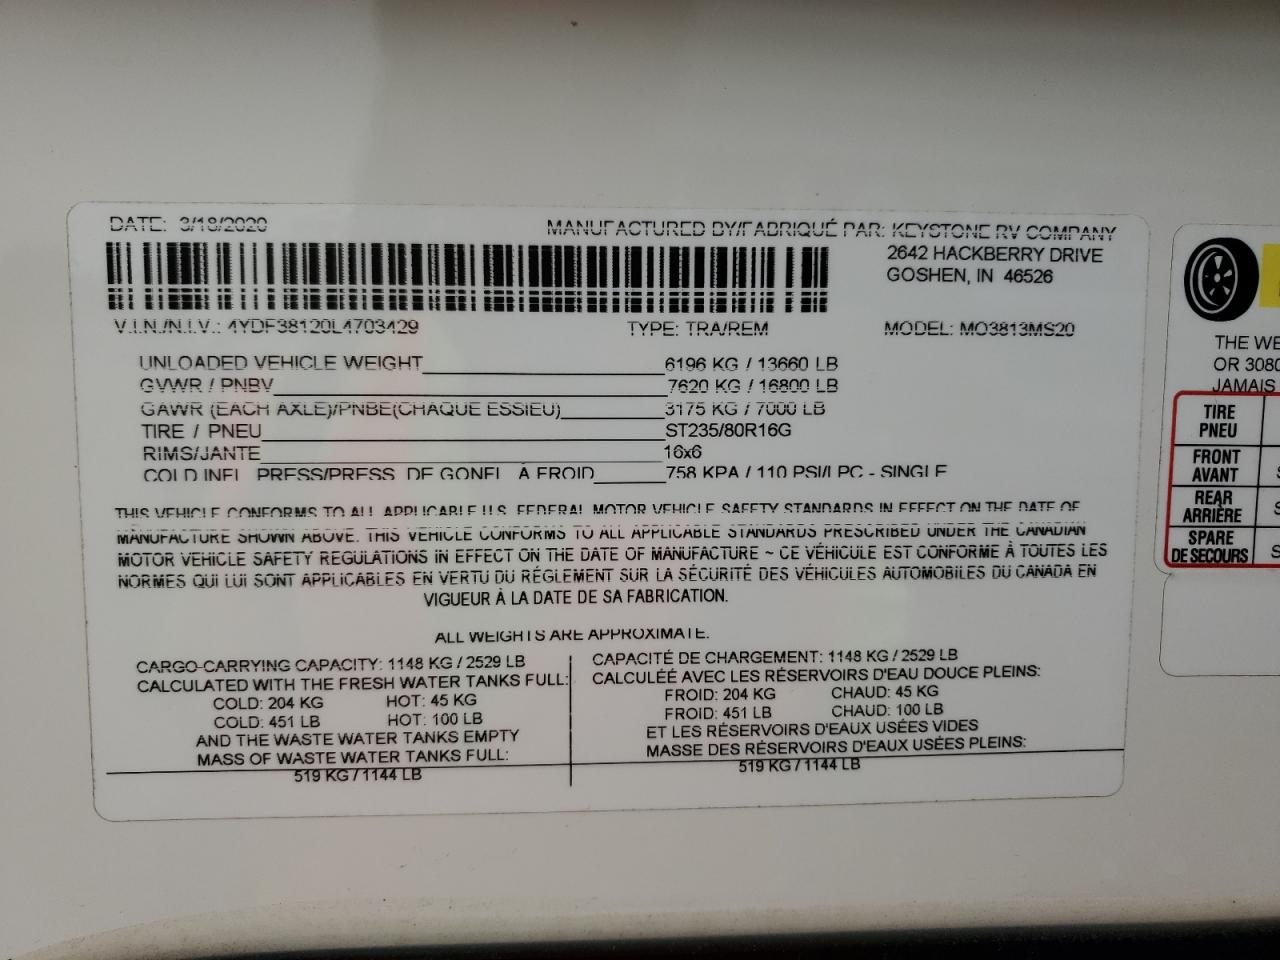 DATE: 3/18/2020
MANUFACTURED BY/FABRIQUÉ PAR: KEYSTONE RV COMPANY
2642 HACKBERRY DRIVE
GOSHEN, IN 46526
V.I.N./N.I.V.: 4YDF38120L4703429 TYPE: TRA/REM MODEL: MO3813MS20
UNLOADED VEHICLE WEIGHT 6196 KG / 13660 LB
GVWR / PNBV 7620 KG / 16800 LB
GAWR (EACH AXLE)/PNBE(CHAQUE ESSIEU) 3175 KG / 7000 LB
TIRE / PNEU ST235/80R16G
RIMS/JANTE 16x6
COLD INFL. PRESS/PRESS. DE GONFL. À FROID 758 KPA / 110 PSI/LPC - SINGLE
THIS VEHICLE CONFORMS TO ALL APPLICABLE U.S. FEDERAL MOTOR VEHICLE SAFETY STANDARDS IN EFFECT ON THE DATE OF
MANUFACTURE SHOWN ABOVE. THIS VEHICLE CONFORMS TO ALL APPLICABLE STANDARDS PRESCRIBED UNDER THE CANADIAN
MOTOR VEHICLE SAFETY REGULATIONS IN EFFECT ON THE DATE OF MANUFACTURE ~ CE VÉHICULE EST CONFORME À TOUTES LES
NORMES QUI LUI SONT APPLICABLES EN VERTU DU RÉGLEMENT SUR LA SÉCURITÉ DES VÉHICULES AUTOMOBILES DU CANADA EN
VIGUEUR À LA DATE DE SA FABRICATION.
ALL WEIGHTS ARE APPROXIMATE.
CARGO-CARRYING CAPACITY: 1148 KG / 2529 LB
CALCULATED WITH THE FRESH WATER TANKS FULL:
COLD: 204 KG HOT: 45 KG
COLD: 451 LB HOT: 100 LB
AND THE WASTE WATER TANKS EMPTY
MASS OF WASTE WATER TANKS FULL:
519 KG / 1144 LB
CAPACITÉ DE CHARGEMENT: 1148 KG / 2529 LB
CALCULÉE AVEC LES RÉSERVOIRS D'EAU DOUCE PLEINS:
FROID: 204 KG CHAUD: 45 KG
FROID: 451 LB CHAUD: 100 LB
ET LES RÉSERVOIRS D'EAUX USÉES VIDES
MASSE DES RÉSERVOIRS D'EAUX USÉES PLEINS:
519 KG / 1144 LB
THE WE
OR 3080
JAMAIS
TIRE
PNEU
FRONT
AVANT
REAR
ARRIÈRE
SPARE
DE SECOURS